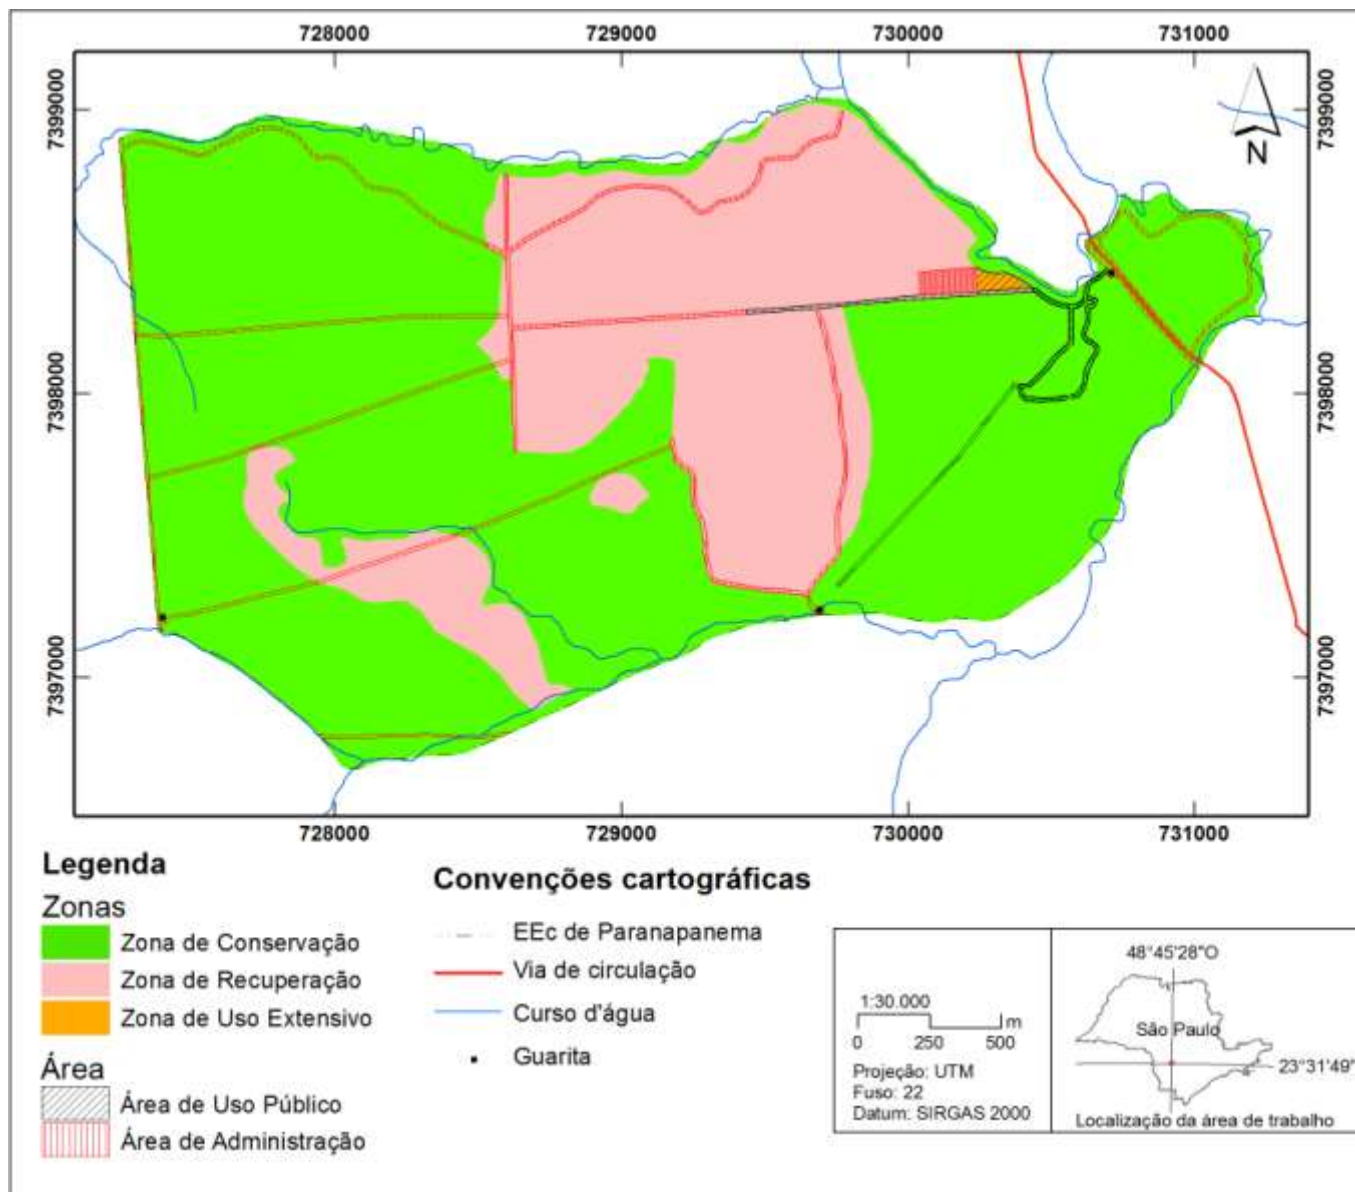 728000 729000 730000 731000
7399000 7399000
N
7398000 7398000
7397000 7397000
728000 729000 730000 731000
Legenda
Zonas
Zona de Conservação
Zona de Recuperação
Zona de Uso Extensivo
Área
Área de Uso Público
Área de Administração
Convenções cartográficas
EEc de Paranapanema
Via de circulação
Curso d'água
Guarita
1:30.000
m
0 250 500
Projeção: UTM
Fuso: 22
Datum: SIRGAS 2000
48°45'28"O
São Paulo
23°31'49"
Localização da área de trabalho